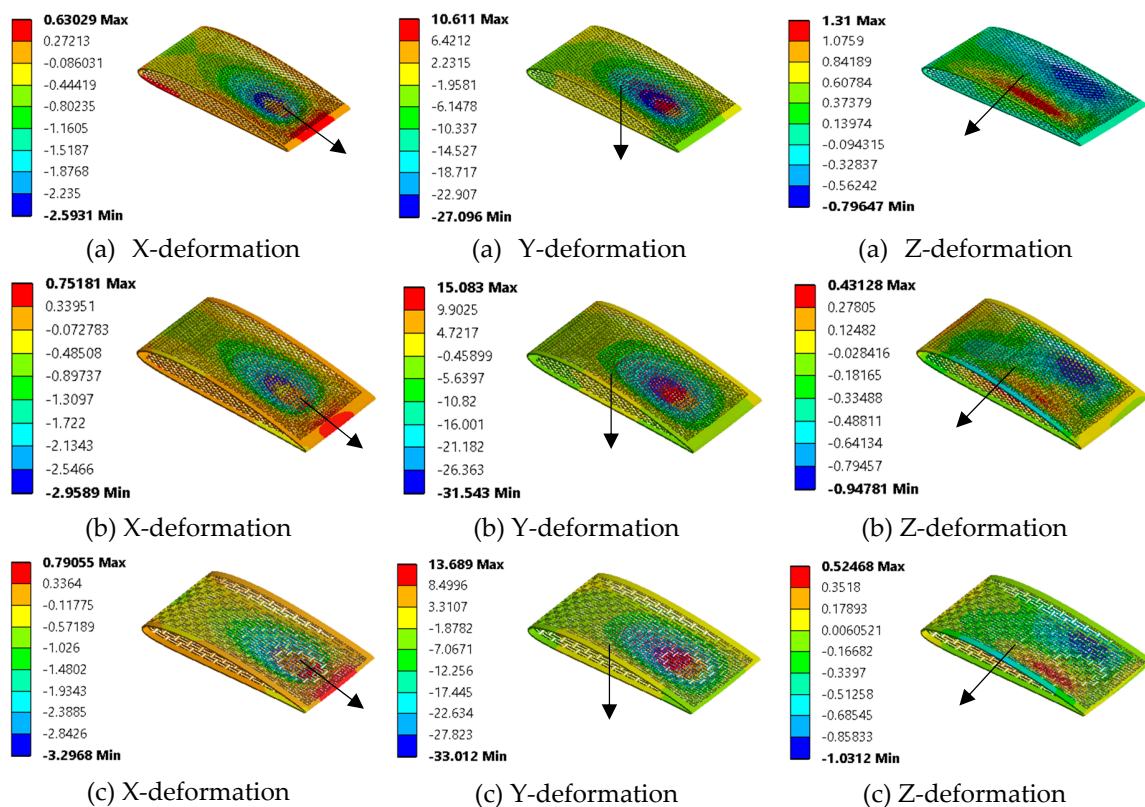 0.63029 Max
0.27213
-0.086031
-0.44419
-0.80235
-1.1605
-1.5187
-1.8768
-2.235
-2.5931 Min
10.611 Max
6.4212
2.2315
-1.9581
-6.1478
-10.337
-14.527
-18.717
-22.907
-27.096 Min
1.31 Max
1.0759
0.84189
0.60784
0.37379
0.13974
-0.094315
-0.32837
-0.56242
-0.79647 Min
(a) X-deformation
(a) Y-deformation
(a) Z-deformation
0.75181 Max
0.33951
-0.072783
-0.48508
-0.89737
-1.3097
-1.722
-2.1343
-2.5466
-2.9589 Min
15.083 Max
9.9025
4.7217
-0.45899
-5.6397
-10.82
-16.001
-21.182
-26.363
-31.543 Min
0.43128 Max
0.27805
0.12482
-0.028416
-0.18165
-0.33488
-0.48811
-0.64134
-0.79457
-0.94781 Min
(b) X-deformation
(b) Y-deformation
(b) Z-deformation
0.79055 Max
0.3364
-0.11775
-0.57189
-1.026
-1.4802
-1.9343
-2.3885
-2.8426
-3.2968 Min
13.689 Max
8.4996
3.3107
-1.8782
-7.0671
-12.256
-17.445
-22.634
-27.823
-33.012 Min
0.52468 Max
0.3518
0.17893
0.0060521
-0.16682
-0.3397
-0.51258
-0.68545
-0.85833
-1.0312 Min
(c) X-deformation
(c) Y-deformation
(c) Z-deformation